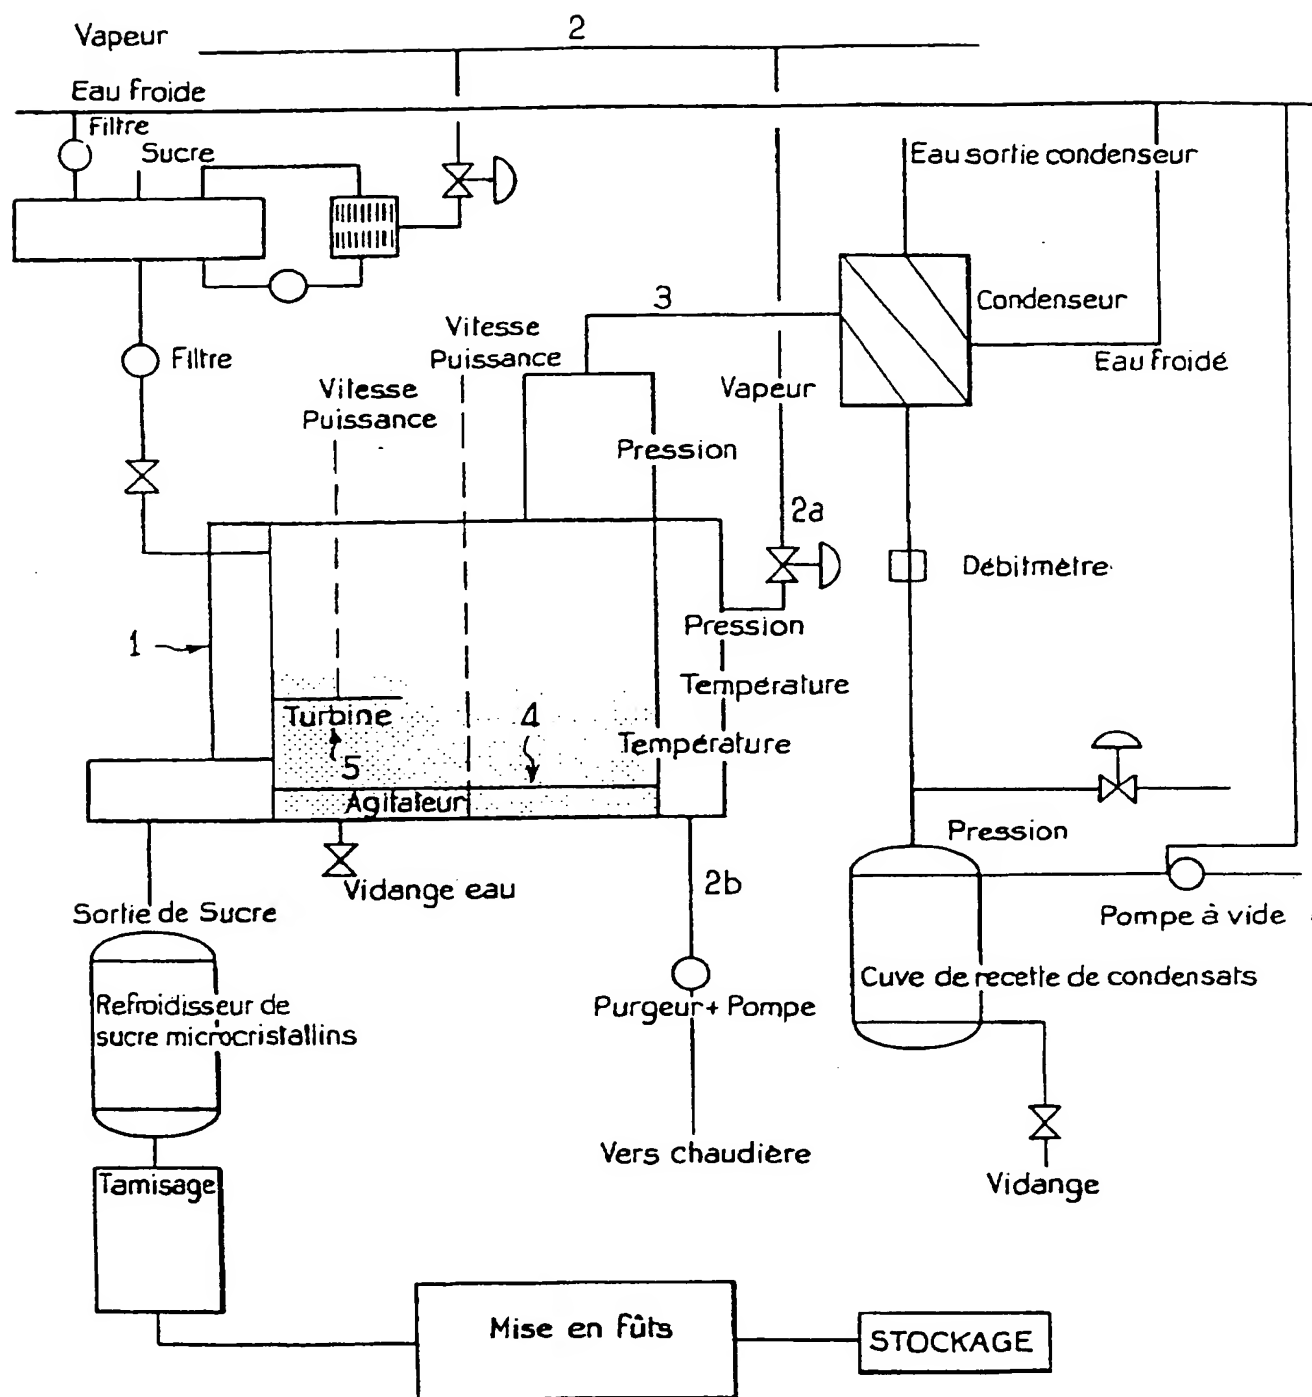 Vapeur
2
Eau froide
Filtre
Sucre
Eau sortie condenseur
3
Condenseur
Vitesse
Puissance
Filtre
Eau froidé
Vitesse
Puissance
Vapeur
Pression
2a
Débitmètre
1
Pression
Température
Turbine
4
Température
5
Agitateur
Pression
2b
Vidange eau
Sortie de Sucre
Pompe à vide
Refroidisseur de
sucre microcristallins
Cuve de recette de condensats
Purgeur + Pompe
Vers chaudière
Tamisage
Vidange
Mise en fûts
STOCKAGE